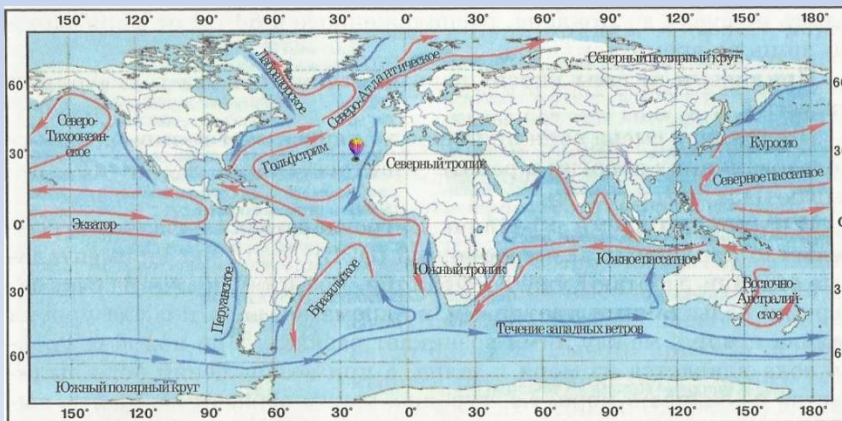 150° 120° 90° 60° 30° 0° 30° 60° 90° 120° 150° 180°
Лабрадорское
Северо-Атлантическое
Северный полярный круг
60°
60
Северо-
Тихоокеан-
ское
Куросио
30°
Гольфстрим
Северный тропик
Северное пассатное
3
0°
Экватор-
0
Перуанское
Бразильское
Южный тропик
Южное пассатное
Восточно-
Австралий-
ское
30°
3
Течение западных ветров
60°
6
Южный полярный круг
150° 120° 90° 60° 30° 0° 30° 60° 90° 120° 150° 180°